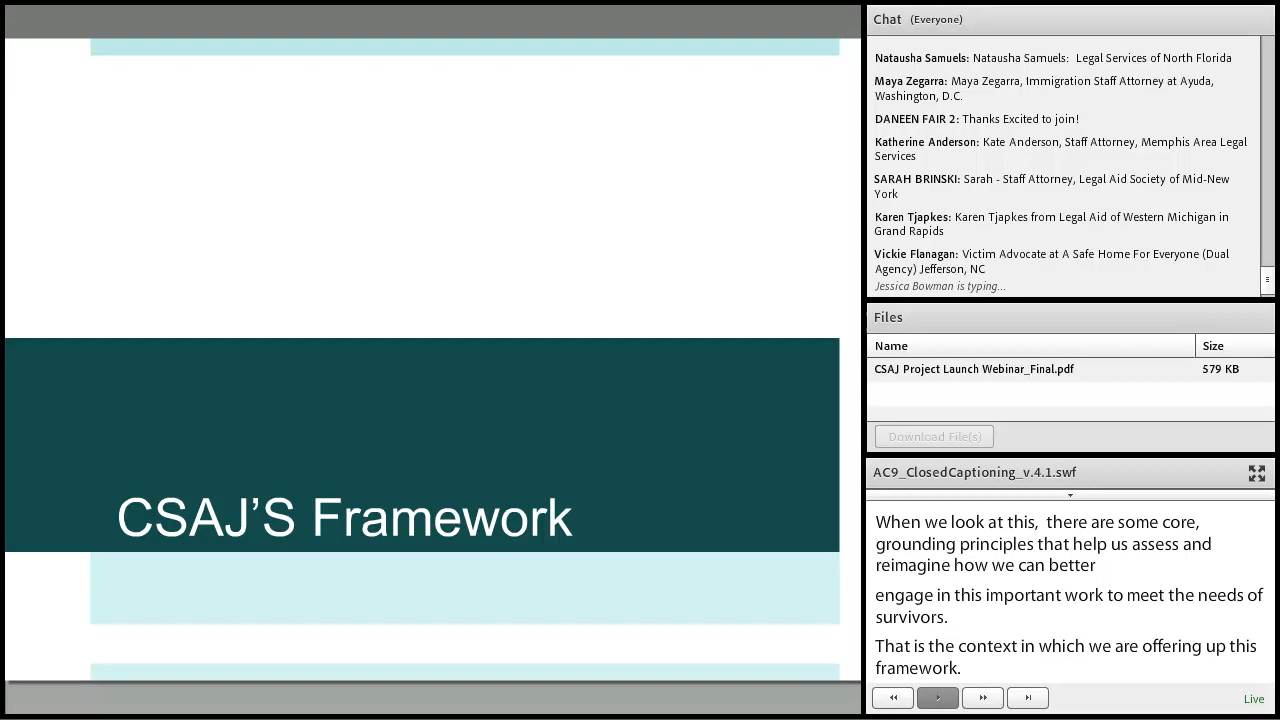 CSAJ’S Framework
Chat (Everyone)
Natausha Samuels: Natausha Samuels: Legal Services of North Florida
Maya Zegarra: Maya Zegarra, Immigration Staff Attorney at Ayuda,
Washington, D.C.
DANEEN FAIR 2: Thanks Excited to join!
Katherine Anderson: Kate Anderson, Staff Attorney, Memphis Area Legal
Services
SARAH BRINSKI: Sarah - Staff Attorney, Legal Aid Society of Mid-New
York
Karen Tjapkes: Karen Tjapkes from Legal Aid of Western Michigan in
Grand Rapids
Vickie Flanagan: Victim Advocate at A Safe Home For Everyone (Dual
Agency) Jefferson, NC
Jessica Bowman is typing...
Files
Name Size
CSAJ Project Launch Webinar_Final.pdf 579 KB
Download File(s)
AC9_ClosedCaptioning_v.4.1.swf
When we look at this, there are some core,
grounding principles that help us assess and
reimagine how we can better
engage in this important work to meet the needs of
survivors.
That is the context in which we are offering up this
framework.
Live